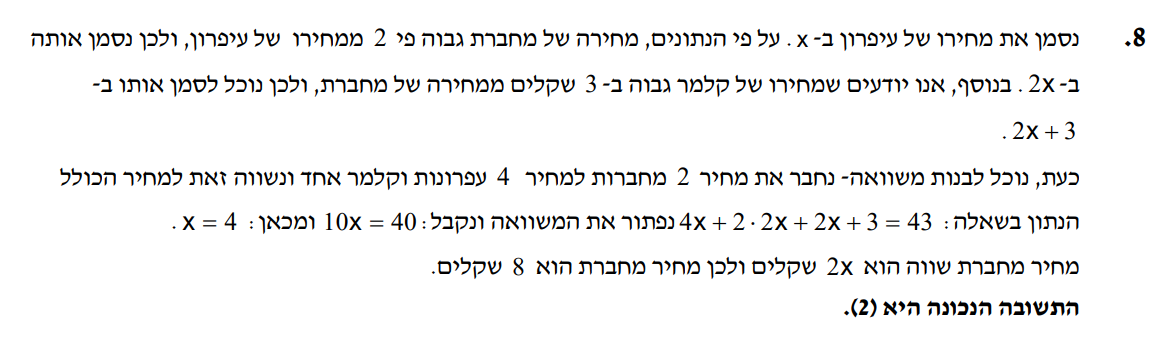 8. נסמן את מחירו של עיפרון ב- x. על פי הנתונים, מחירה של מחברת גבוה פי 2 ממחירו של עיפרון, ולכן נסמן אותה
ב- 2x. בנוסף, אנו יודעים שמחירו של קלמר גבוה ב- 3 שקלים ממחירה של מחברת, ולכן נוכל לסמן אותו ב-
2x + 3.
כעת, נוכל לבנות משוואה- נחבר את מחיר 2 מחברות למחיר 4 עפרונות וקלמר אחד ונשווה זאת למחיר הכולל
הנתון בשאלה: 4x + 2 · 2x + 2x + 3 = 43 נפתור את המשוואה ונקבל: 10x = 40 ומכאן: x = 4.
מחיר מחברת שווה הוא 2x שקלים ולכן מחיר מחברת הוא 8 שקלים.
התשובה הנכונה היא (2).